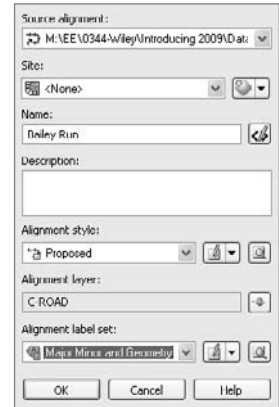 Source alignment:
M:\EE\0344-Wiley\Introducing 2009\Data
Site:
<None>
Name:
Bailey Run
Description:
Alignment style:
Proposed
Alignment layer:
C-ROAD
Alignment label set:
Major Minor and Geometry
OK Cancel Help